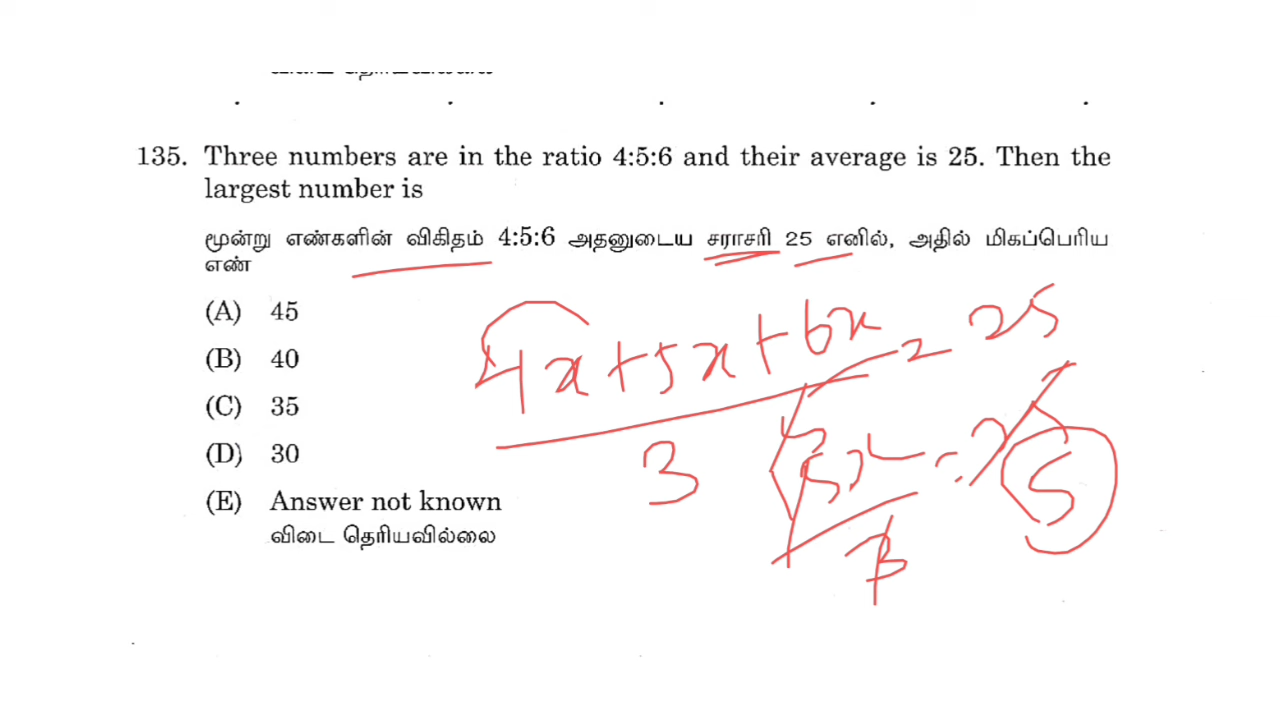 135. Three numbers are in the ratio 4:5:6 and their average is 25. Then the
largest number is
மூன்று எண்களின் விகிதம் 4:5:6 அதனுடைய சராசரி 25 எனில், அதில் மிகப்பெரிய
எண்
(A) 45
(B) 40
(C) 35
(D) 30
(E) Answer not known
விடை தெரியவில்லை
4x+5x+6x = 25
3
5
3